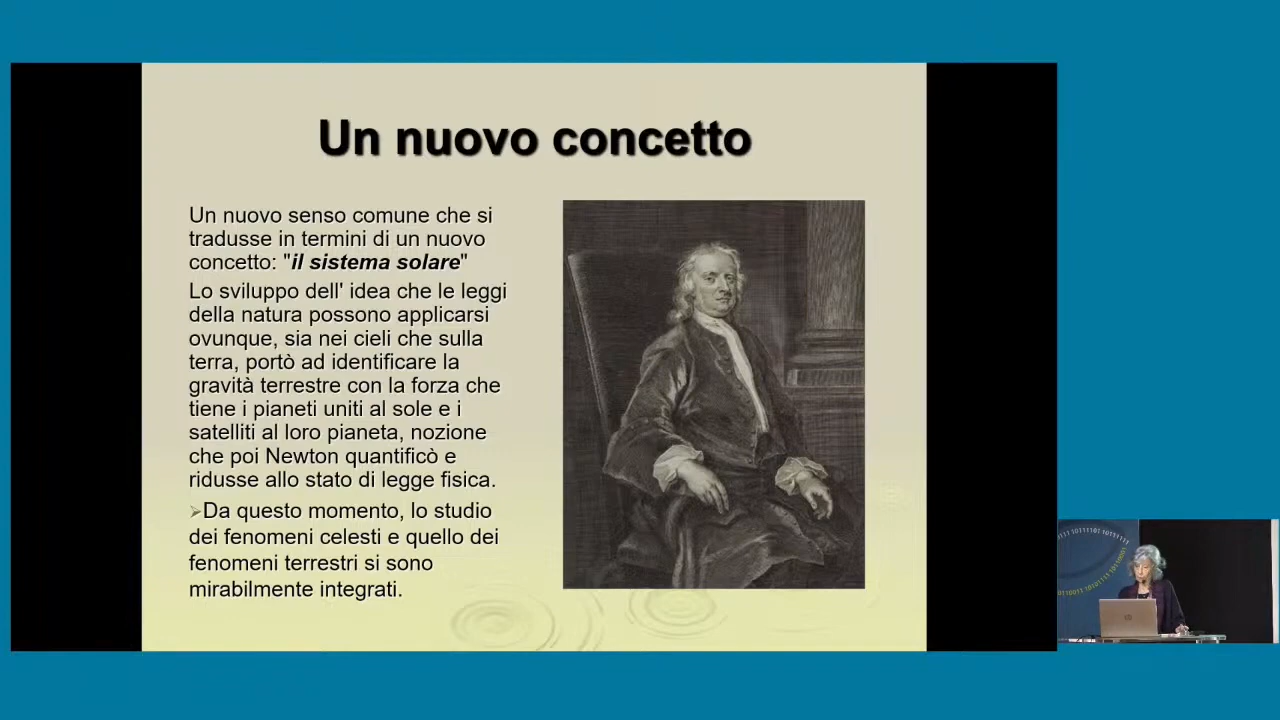 Un nuovo concetto
Un nuovo senso comune che si
tradusse in termini di un nuovo
concetto: "il sistema solare"
Lo sviluppo dell' idea che le leggi
della natura possono applicarsi
ovunque, sia nei cieli che sulla
terra, portò ad identificare la
gravità terrestre con la forza che
tiene i pianeti uniti al sole e i
satelliti al loro pianeta, nozione
che poi Newton quantificò e
ridusse allo stato di legge fisica.
➢Da questo momento, lo studio
dei fenomeni celesti e quello dei
fenomeni terrestri si sono
mirabilmente integrati.